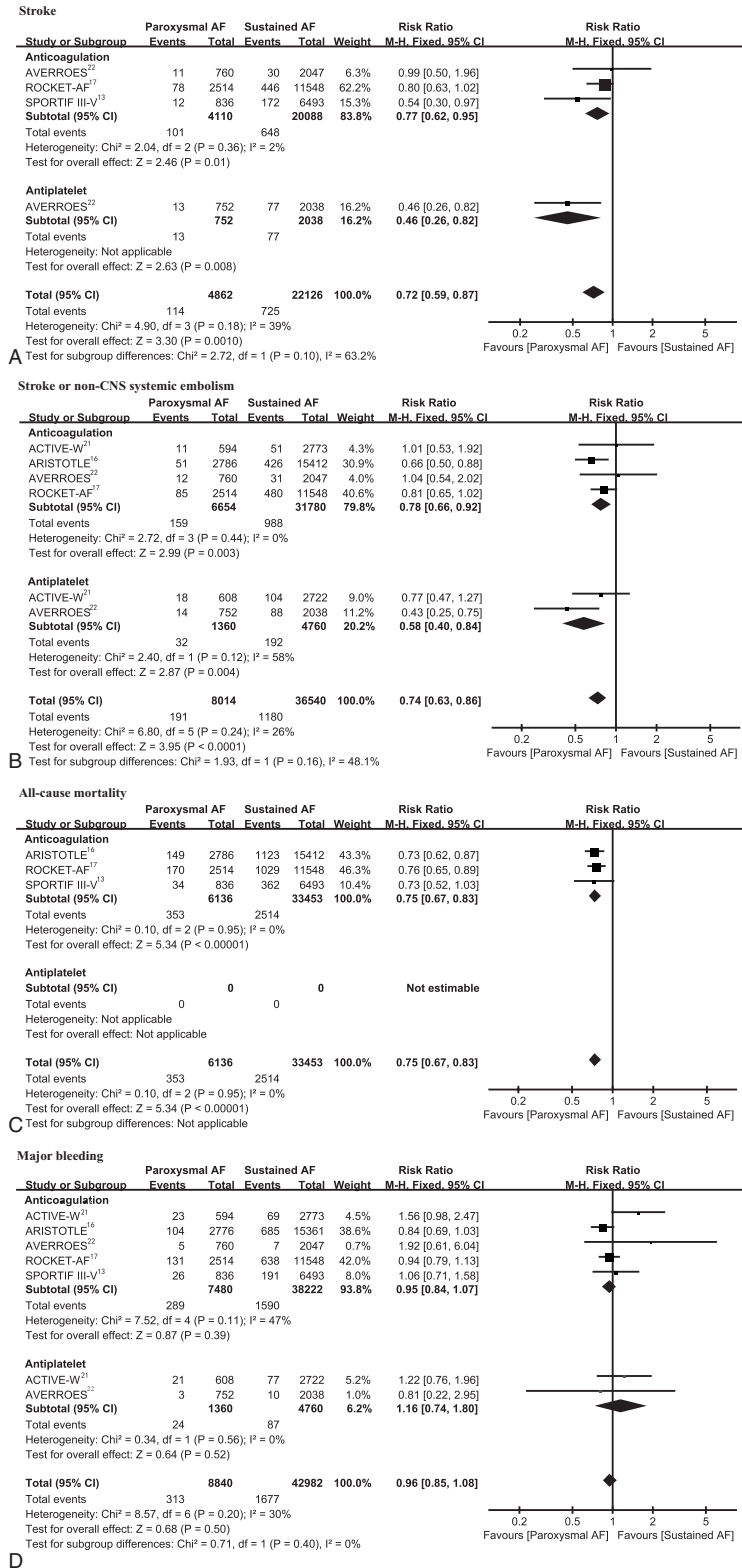 Stroke
Paroxysmal AF Sustained AF Risk Ratio Risk Ratio
Study or Subgroup Events Total Events Total Weight M-H, Fixed, 95% CI M-H, Fixed, 95% CI
Anticoagulation
AVERROES22 11 760 30 2047 6.3% 0.99 [0.50, 1.96]
ROCKET-AF17 78 2514 446 11548 62.2% 0.80 [0.63, 1.02]
SPORTIF III-V13 12 836 172 6493 15.3% 0.54 [0.30, 0.97]
Subtotal (95% CI) 4110 20088 83.8% 0.77 [0.62, 0.95]
Total events 101 648
Heterogeneity: Chi² = 2.04, df = 2 (P = 0.36); I² = 2%
Test for overall effect: Z = 2.46 (P = 0.01)
Antiplatelet
AVERROES22 13 752 77 2038 16.2% 0.46 [0.26, 0.82]
Subtotal (95% CI) 752 2038 16.2% 0.46 [0.26, 0.82]
Total events 13 77
Heterogeneity: Not applicable
Test for overall effect: Z = 2.63 (P = 0.008)
Total (95% CI) 4862 22126 100.0% 0.72 [0.59, 0.87]
Total events 114 725
Heterogeneity: Chi² = 4.90, df = 3 (P = 0.18); I² = 39%
Test for overall effect: Z = 3.30 (P = 0.0010)
Test for subgroup differences: Chi² = 2.72, df = 1 (P = 0.10), I² = 63.2%
0.2 0.5 1 2 5
Favours [Paroxysmal AF] Favours [Sustained AF]
A
Stroke or non-CNS systemic embolism
Paroxysmal AF Sustained AF Risk Ratio Risk Ratio
Study or Subgroup Events Total Events Total Weight M-H, Fixed, 95% CI M-H, Fixed, 95% CI
Anticoagulation
ACTIVE-W21 11 594 51 2773 4.3% 1.01 [0.53, 1.92]
ARISTOTLE16 51 2786 426 15412 30.9% 0.66 [0.50, 0.88]
AVERROES22 12 760 31 2047 4.0% 1.04 [0.54, 2.02]
ROCKET-AF17 85 2514 480 11548 40.6% 0.81 [0.65, 1.02]
Subtotal (95% CI) 6654 31780 79.8% 0.78 [0.66, 0.92]
Total events 159 988
Heterogeneity: Chi² = 2.72, df = 3 (P = 0.44); I² = 0%
Test for overall effect: Z = 2.99 (P = 0.003)
Antiplatelet
ACTIVE-W21 18 608 104 2722 9.0% 0.77 [0.47, 1.27]
AVERROES22 14 752 88 2038 11.2% 0.43 [0.25, 0.75]
Subtotal (95% CI) 1360 4760 20.2% 0.58 [0.40, 0.84]
Total events 32 192
Heterogeneity: Chi² = 2.40, df = 1 (P = 0.12); I² = 58%
Test for overall effect: Z = 2.87 (P = 0.004)
Total (95% CI) 8014 36540 100.0% 0.74 [0.63, 0.86]
Total events 191 1180
Heterogeneity: Chi² = 6.80, df = 5 (P = 0.24); I² = 26%
Test for overall effect: Z = 3.95 (P < 0.0001)
Test for subgroup differences: Chi² = 1.93, df = 1 (P = 0.16), I² = 48.1%
0.2 0.5 1 2 5
Favours [Paroxysmal AF] Favours [Sustained AF]
B
All-cause mortality
Paroxysmal AF Sustained AF Risk Ratio Risk Ratio
Study or Subgroup Events Total Events Total Weight M-H, Fixed, 95% CI M-H, Fixed, 95% CI
Anticoagulation
ARISTOTLE16 149 2786 1123 15412 43.3% 0.73 [0.62, 0.87]
ROCKET-AF17 170 2514 1029 11548 46.3% 0.76 [0.65, 0.89]
SPORTIF III-V13 34 836 362 6493 10.4% 0.73 [0.52, 1.03]
Subtotal (95% CI) 6136 33453 100.0% 0.75 [0.67, 0.83]
Total events 353 2514
Heterogeneity: Chi² = 0.10, df = 2 (P = 0.95); I² = 0%
Test for overall effect: Z = 5.34 (P < 0.00001)
Antiplatelet
Subtotal (95% CI) 0 0 Not estimable
Total events 0 0
Heterogeneity: Not applicable
Test for overall effect: Not applicable
Total (95% CI) 6136 33453 100.0% 0.75 [0.67, 0.83]
Total events 353 2514
Heterogeneity: Chi² = 0.10, df = 2 (P = 0.95); I² = 0%
Test for overall effect: Z = 5.34 (P < 0.00001)
Test for subgroup differences: Not applicable
0.2 0.5 1 2 5
Favours [Paroxysmal AF] Favours [Sustained AF]
C
Major bleeding
Paroxysmal AF Sustained AF Risk Ratio Risk Ratio
Study or Subgroup Events Total Events Total Weight M-H, Fixed, 95% CI M-H, Fixed, 95% CI
Anticoagulation
ACTIVE-W21 23 594 69 2773 4.5% 1.56 [0.98, 2.47]
ARISTOTLE16 104 2776 685 15361 38.6% 0.84 [0.69, 1.03]
AVERROES22 5 760 7 2047 0.7% 1.92 [0.61, 6.04]
ROCKET-AF17 131 2514 638 11548 42.0% 0.94 [0.79, 1.13]
SPORTIF III-V13 26 836 191 6493 8.0% 1.06 [0.71, 1.58]
Subtotal (95% CI) 7480 38222 93.8% 0.95 [0.84, 1.07]
Total events 289 1590
Heterogeneity: Chi² = 7.52, df = 4 (P = 0.11); I² = 47%
Test for overall effect: Z = 0.87 (P = 0.39)
Antiplatelet
ACTIVE-W21 21 608 77 2722 5.2% 1.22 [0.76, 1.96]
AVERROES22 3 752 10 2038 1.0% 0.81 [0.22, 2.95]
Subtotal (95% CI) 1360 4760 6.2% 1.16 [0.74, 1.80]
Total events 24 87
Heterogeneity: Chi² = 0.34, df = 1 (P = 0.56); I² = 0%
Test for overall effect: Z = 0.64 (P = 0.52)
Total (95% CI) 8840 42982 100.0% 0.96 [0.85, 1.08]
Total events 313 1677
Heterogeneity: Chi² = 8.57, df = 6 (P = 0.20); I² = 30%
Test for overall effect: Z = 0.68 (P = 0.50)
Test for subgroup differences: Chi² = 0.71, df = 1 (P = 0.40), I² = 0%
0.2 0.5 1 2 5
Favours [Paroxysmal AF] Favours [Sustained AF]
D